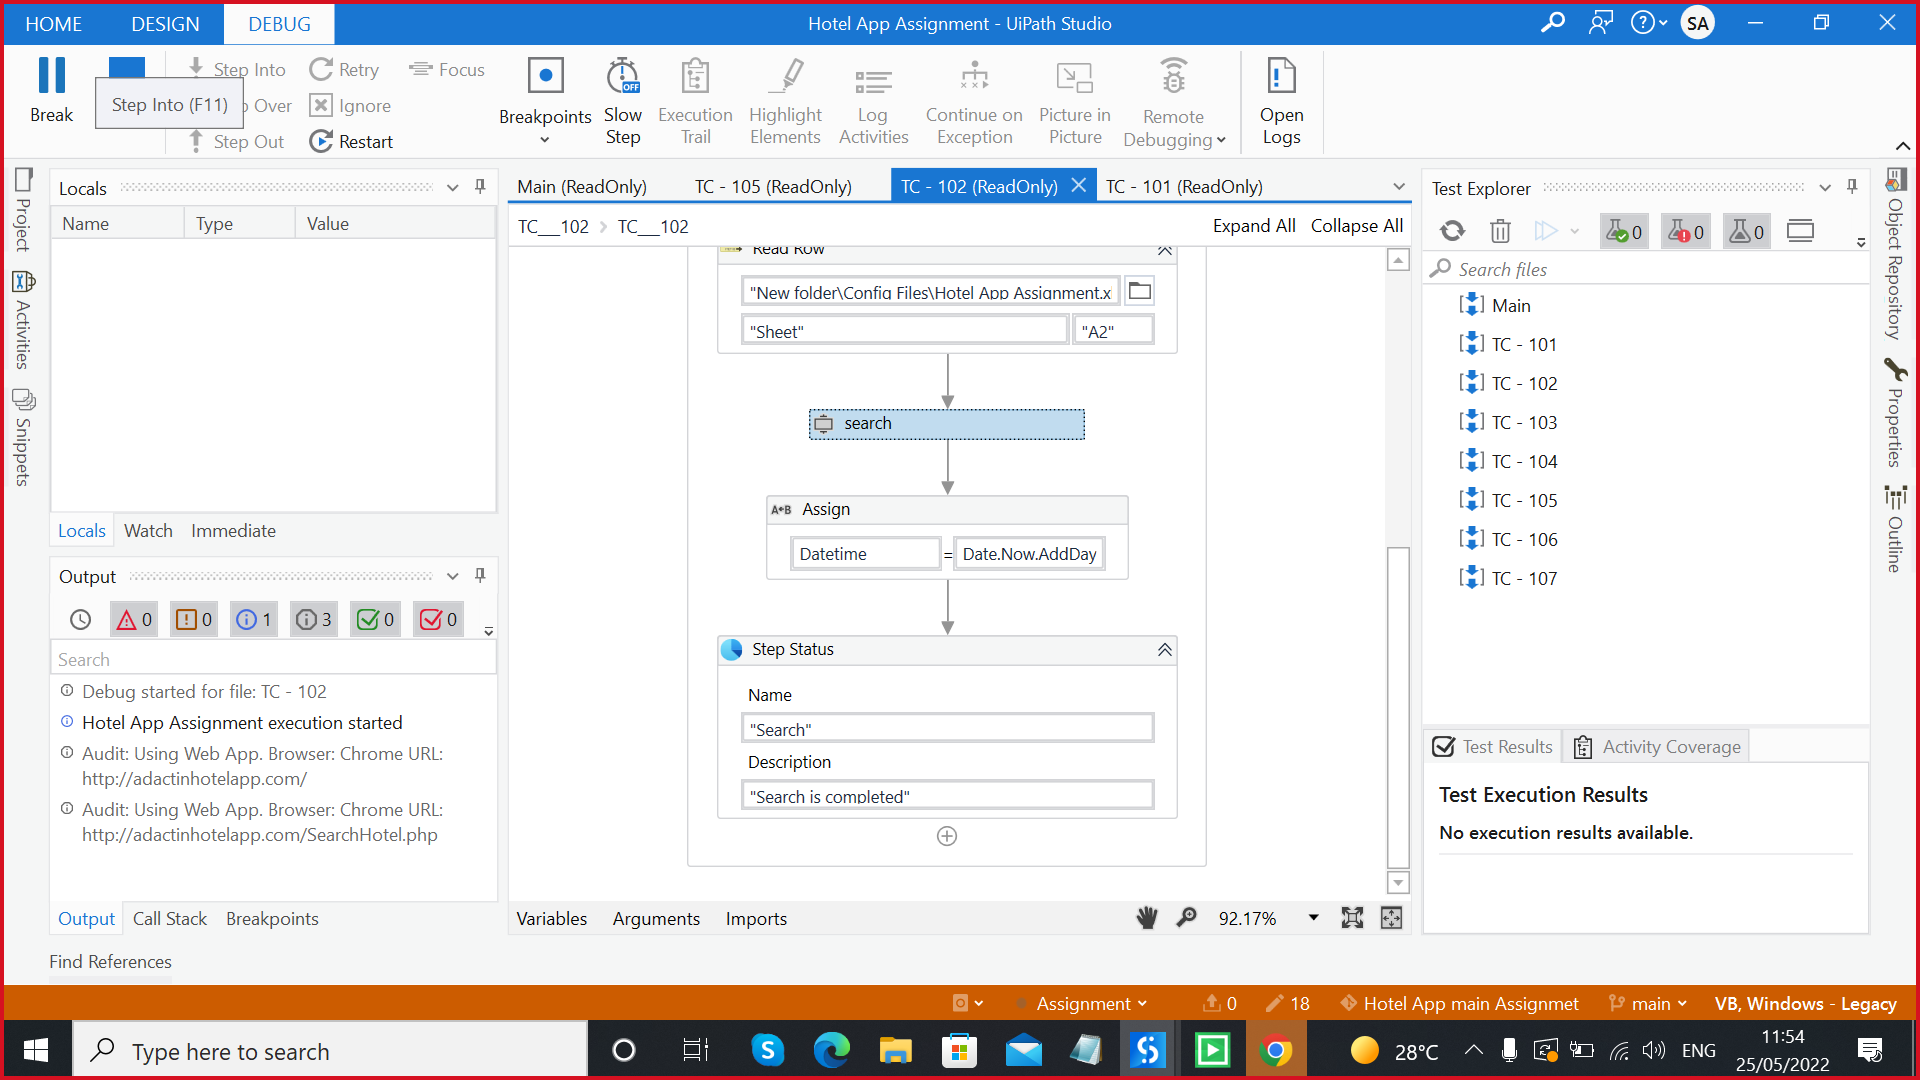 HOME DESIGN DEBUG Hotel App Assignment - UiPath Studio SA
Break
Step Into
Step Into (F11)
Over
Step Out
Retry
Ignore
Restart
Focus
Breakpoints
Slow
Step
Execution
Trail
Highlight
Elements
Log
Activities
Continue on
Exception
Picture in
Picture
Remote
Debugging
Open
Logs
OFF
Project
Activities
Snippets
Locals
Name Type Value
Locals Watch Immediate
Output
0 0 1 3 0 0
Search
Debug started for file: TC - 102
Hotel App Assignment execution started
Audit: Using Web App. Browser: Chrome URL:
http://adactinhotelapp.com/
Audit: Using Web App. Browser: Chrome URL:
http://adactinhotelapp.com/SearchHotel.php
Output Call Stack Breakpoints
Find References
Main (ReadOnly) TC - 105 (ReadOnly) TC - 102 (ReadOnly) TC - 101 (ReadOnly)
TC__102 > TC__102 Expand All Collapse All
Read Row
"New folder\Config Files\Hotel App Assignment.x
"Sheet" "A2"
search
A+B Assign
Datetime = Date.Now.AddDay
Step Status
Name
"Search"
Description
"Search is completed"
Variables Arguments Imports 92.17%
Test Explorer
0 0 0
Search files
Main
TC - 101
TC - 102
TC - 103
TC - 104
TC - 105
TC - 106
TC - 107
Test Results Activity Coverage
Test Execution Results
No execution results available.
Object Repository
Properties
Outline
Assignment 0 18 Hotel App main Assignmet main VB, Windows - Legacy
Type here to search
28°C ENG 11:54
25/05/2022